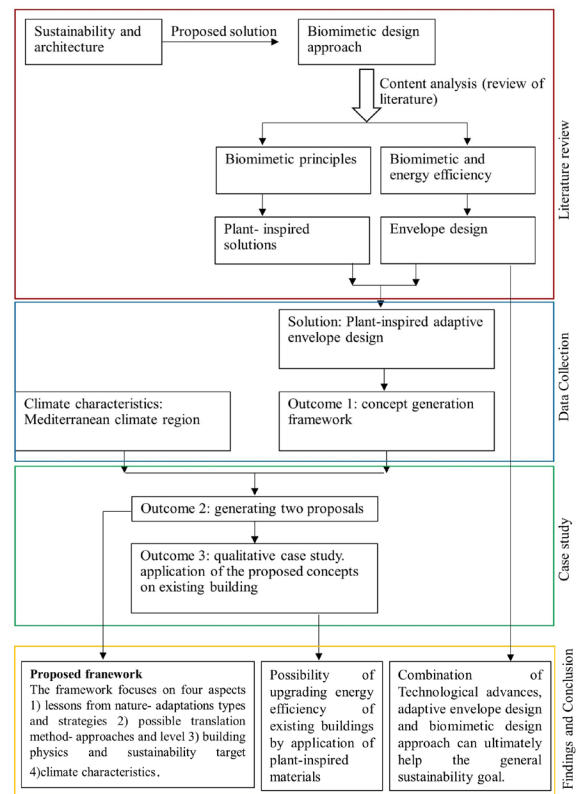 Sustainability and
architecture
Proposed solution
Biomimetic design
approach
Content analysis (review of
literature)
Biomimetic principles
Biomimetic and
energy efficiency
Plant- inspired
solutions
Envelope design
Literature review
Solution: Plant-inspired adaptive
envelope design
Climate characteristics:
Mediterranean climate region
Outcome 1: concept generation
framework
Data Collection
Outcome 2: generating two proposals
Outcome 3: qualitative case study.
application of the proposed concepts
on existing building
Case study
Proposed franework
The framework focuses on four aspects
1) lessons from nature- adaptations types
and strategies 2) possible translation
method- approaches and level 3) building
physics and sustainability target
4)climate characteristics.
Possibility of
upgrading energy
efficiency of
existing buildings
by application of
plant-inspired
materials
Combination of
Technological advances,
adaptive envelope design
and biomimetic design
approach can ultimately
help the general
sustainability goal.
Findings and Conclusion